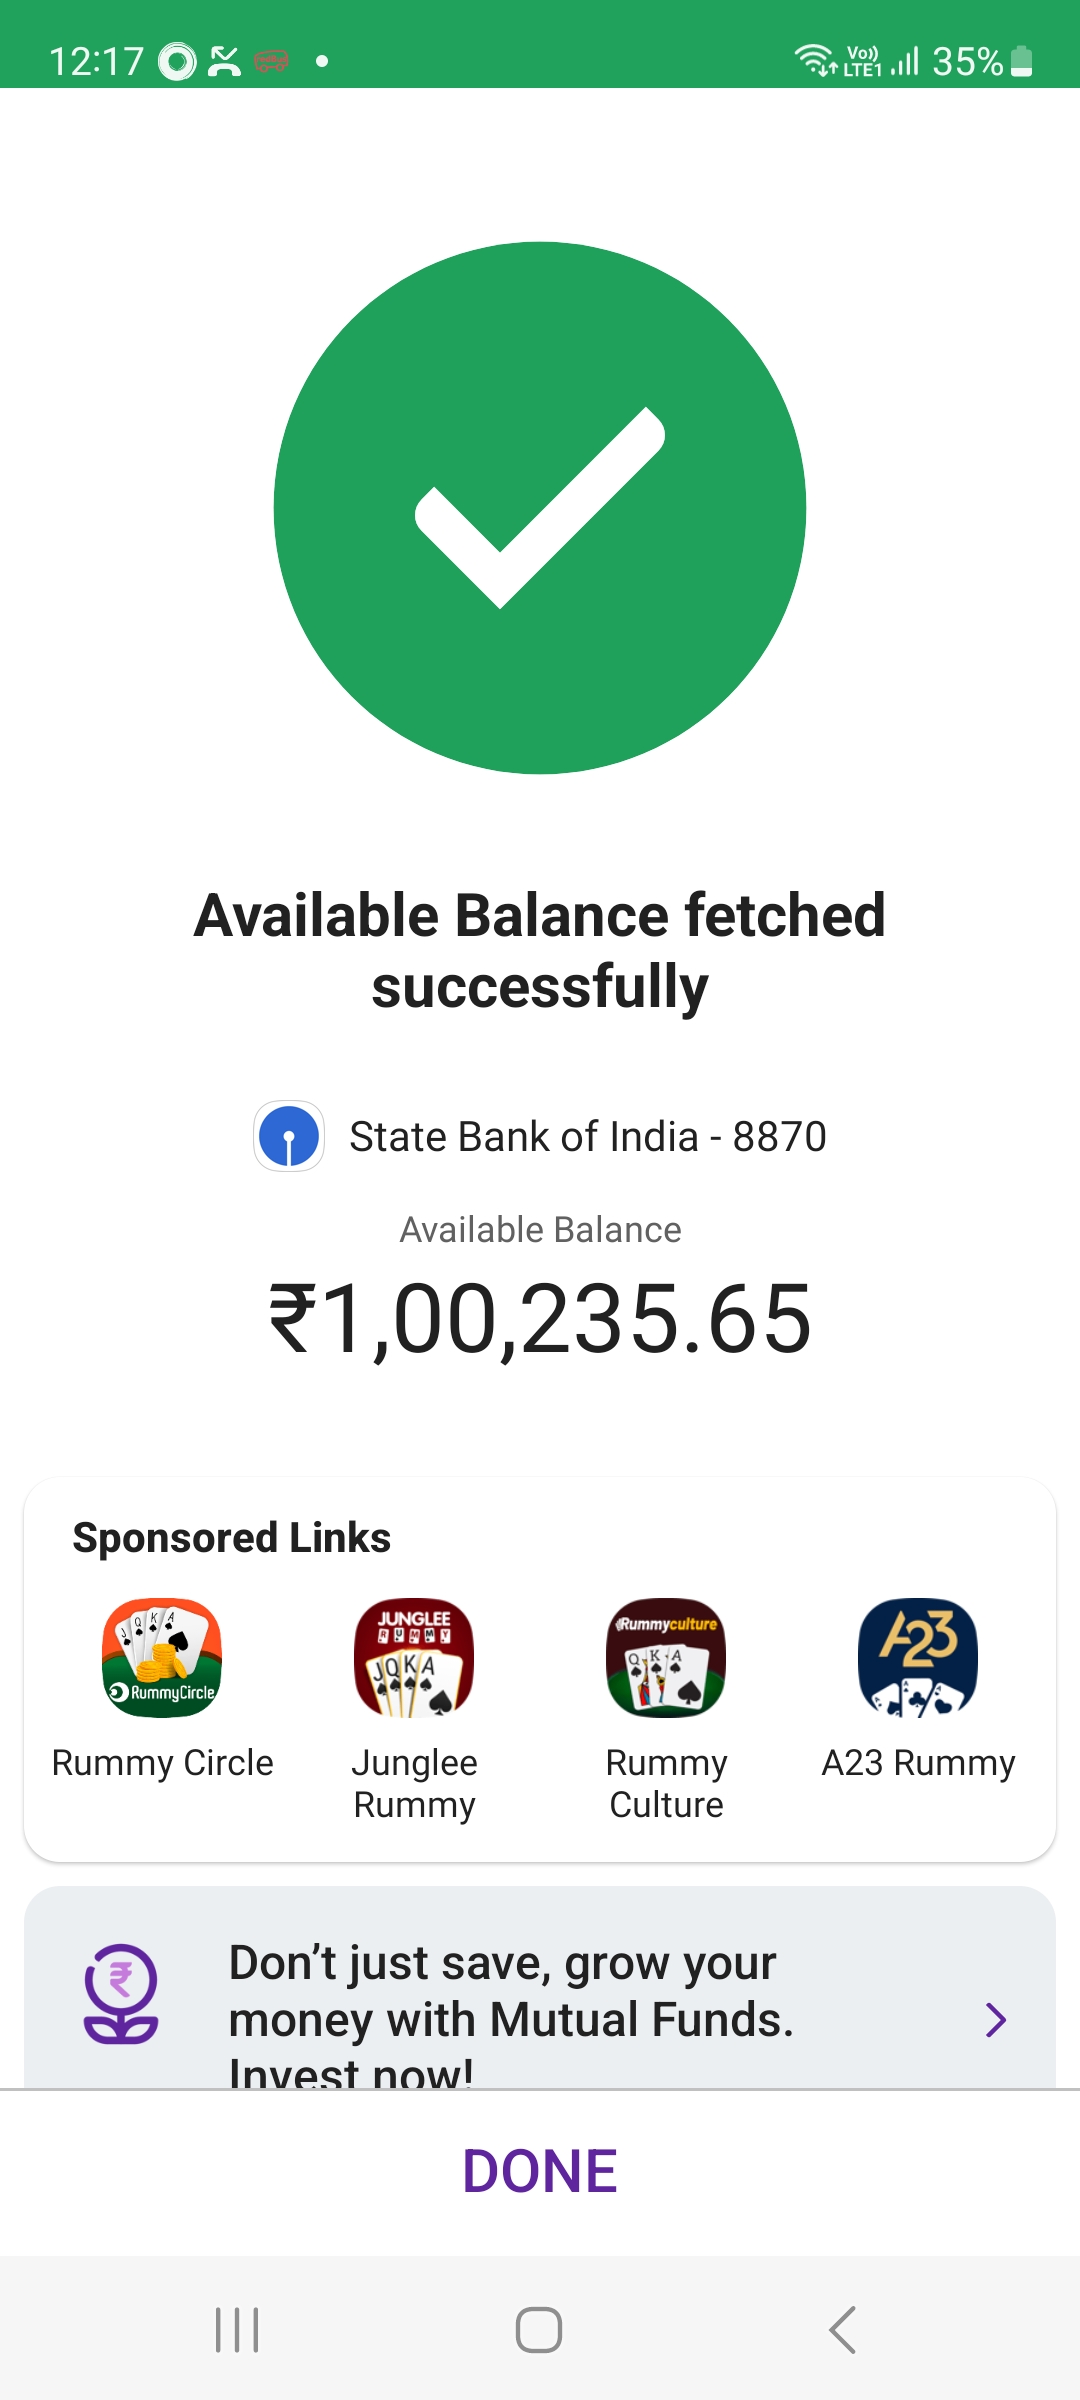 12:17
Vo))
LTE1
35%
Available Balance fetched
successfully
State Bank of India - 8870
Available Balance
₹1,00,235.65
Sponsored Links
J Q K A
RummyCircle
JUNGLEE
RUMMY
J Q K A
Rummyculture
Q K A
A23
Rummy Circle
Junglee
Rummy
Rummy
Culture
A23 Rummy
₹
Don’t just save, grow your
money with Mutual Funds.
Invest now!
DONE